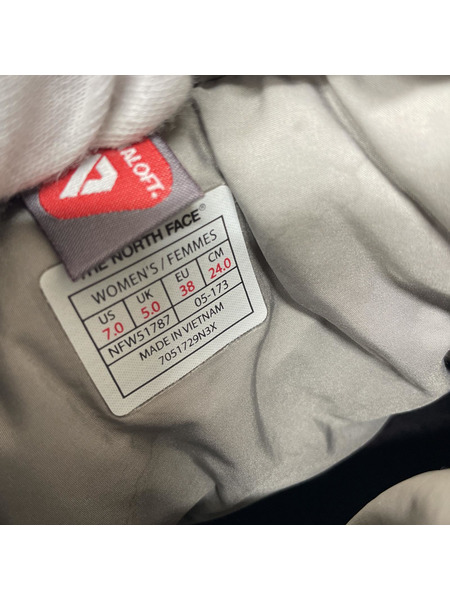 ALOFT®
THE NORTH FACE®
WOMEN'S / FEMMES
US UK EU CM
7.0 5.0 38 24.0
NFW51787 05-173
MADE IN VIETNAM
7051729N3X